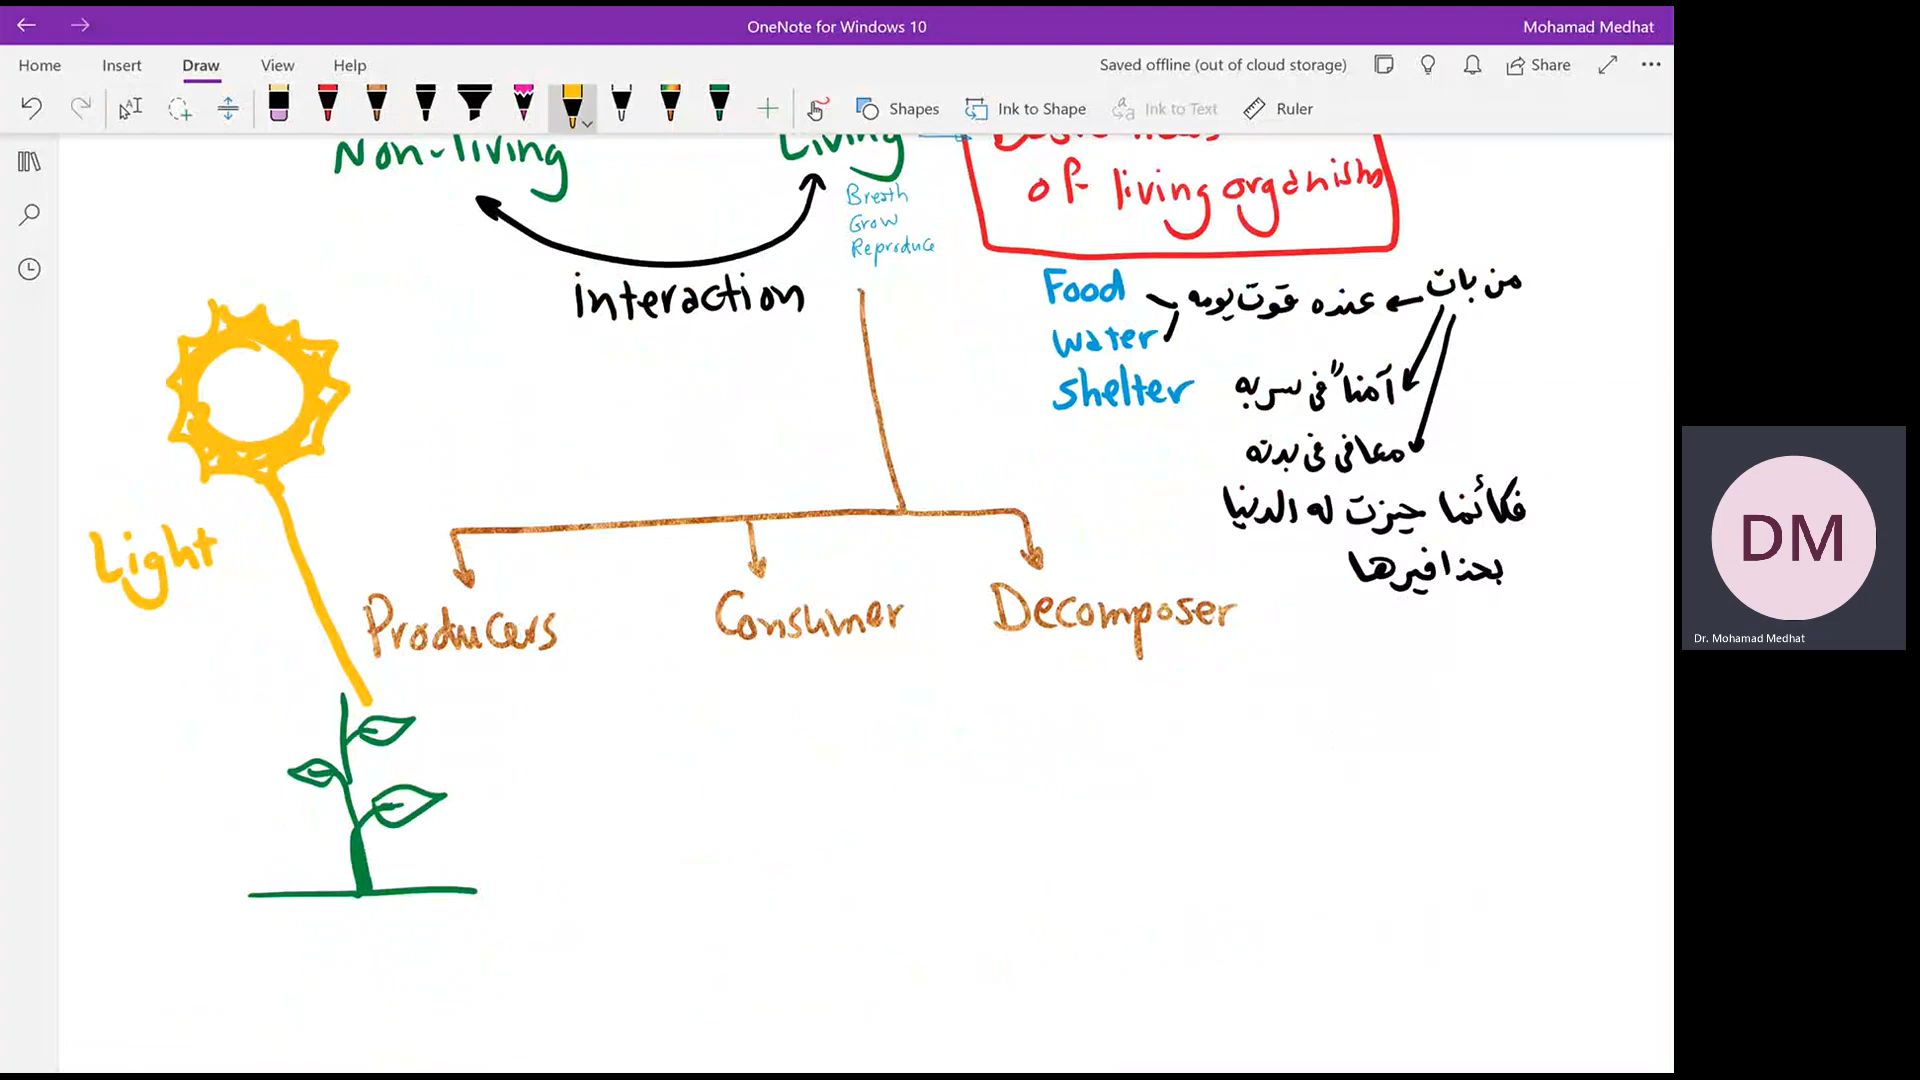 OneNote for Windows 10
Mohamad Medhat
Home Insert Draw View Help
Saved offline (out of cloud storage)
Share
Shapes
Ink to Shape
Ink to Text
Ruler
Non-living
Living
of living organisms
Breath
Grow
Reproduce
interaction
Food
water
shelter
من بات
عنده قوت يومه
آمناً في سربه
معافى في بدنه
فكأنما حيزت له الدنيا
بحذافيرها
Light
Producers
Consumer
Decomposer
DM
Dr. Mohamad Medhat